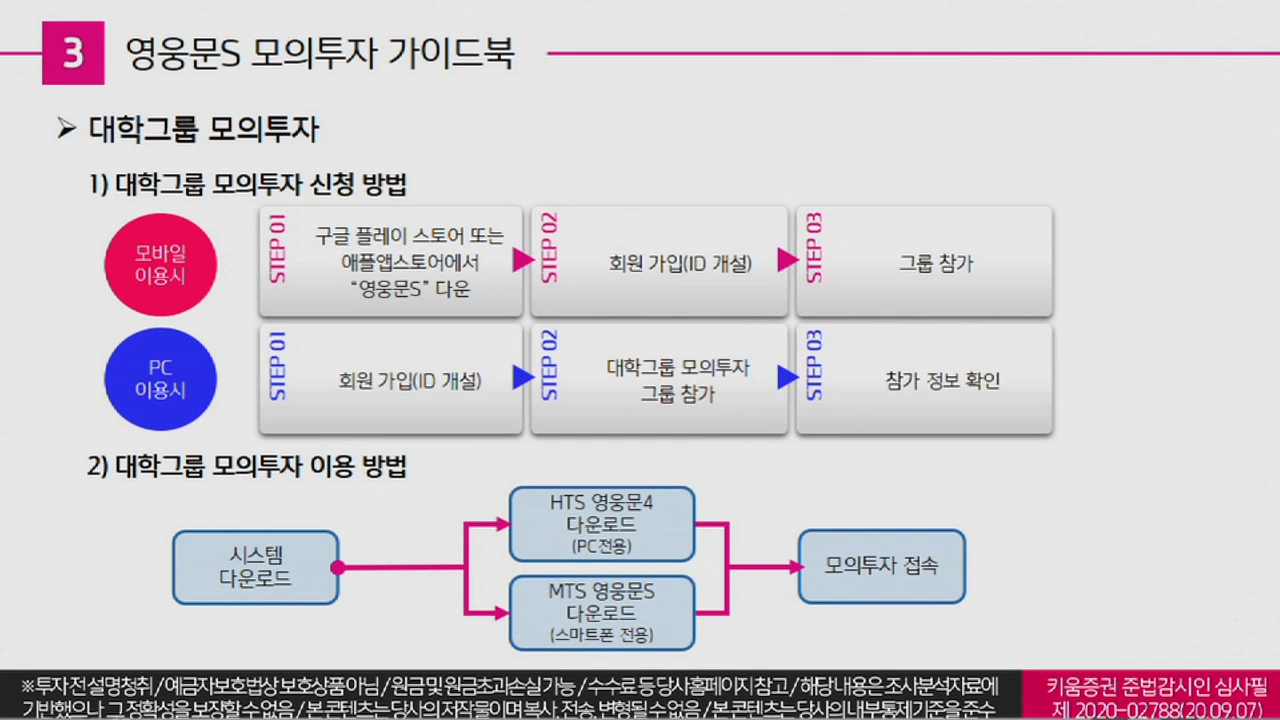 3 영웅문S 모의투자 가이드북
➢ 대학그룹 모의투자
1) 대학그룹 모의투자 신청 방법
모바일
이용시
STEP 01
구글 플레이 스토어 또는
애플앱스토어에서
“영웅문S” 다운
STEP 02
회원 가입(ID 개설)
STEP 03
그룹 참가
PC
이용시
STEP 01
회원 가입(ID 개설)
STEP 02
대학그룹 모의투자
그룹 참가
STEP 03
참가 정보 확인
2) 대학그룹 모의투자 이용 방법
시스템
다운로드
HTS 영웅문4
다운로드
(PC전용)
MTS 영웅문S
다운로드
(스마트폰 전용)
모의투자 접속
※ 투자 전 설명청취 / 예금자보호법상 보호상품 아님 / 원금 및 원금초과손실 가능 / 수수료 등 당사홈페이지 참고 / 해당 내용은 조사분석자료에
기반했으나 그 정확성을 보장할 수 없음 / 본 콘텐츠는 당사의 저작물이며 복사, 전송, 변형될 수 없음 / 본 콘텐츠는 당사의 내부통제기준을 준수
키움증권 준법감시인 심사필
제 2020-02788(20.09.07)